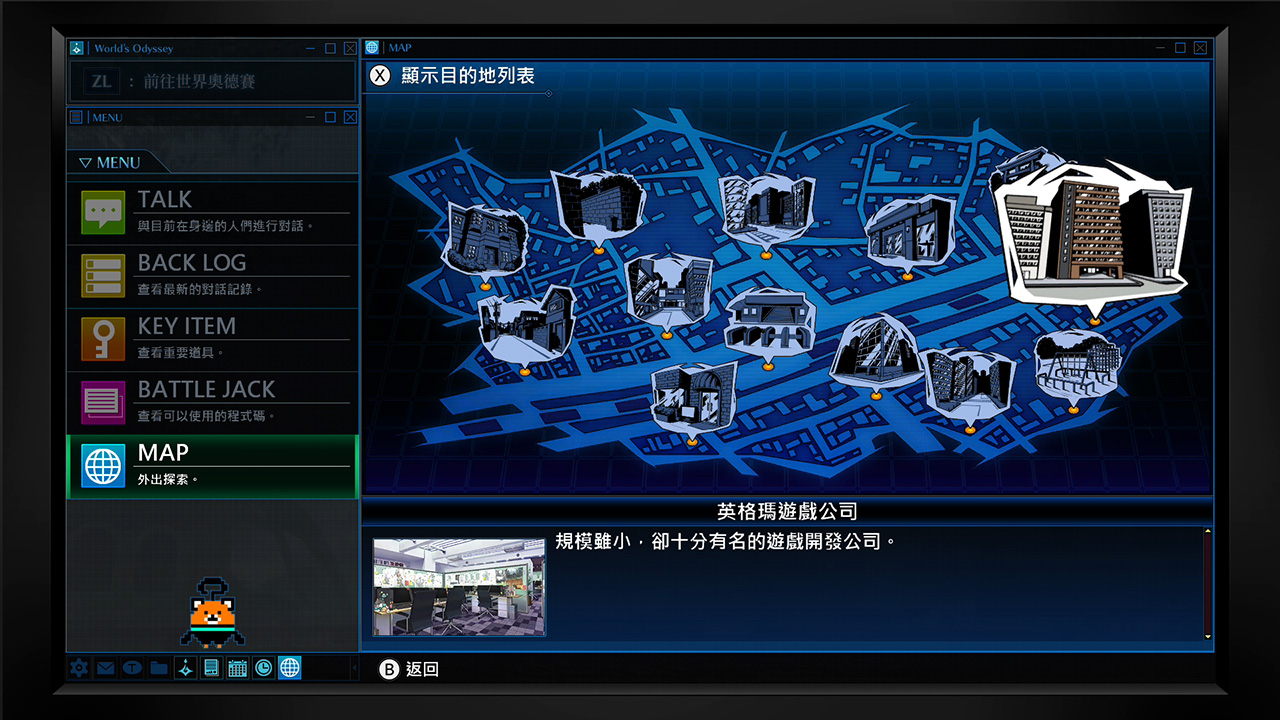 World's Odyssey
ZL : 前往世界奧德賽
MENU
MENU
TALK
與目前在身邊的人們進行對話。
BACK LOG
查看最新的對話記錄。
KEY ITEM
查看重要道具。
BATTLE JACK
查看可以使用的程式碼。
MAP
外出探索。
MAP
X 顯示目的地列表
英格瑪遊戲公司
規模雖小，卻十分有名的遊戲開發公司。
B 返回